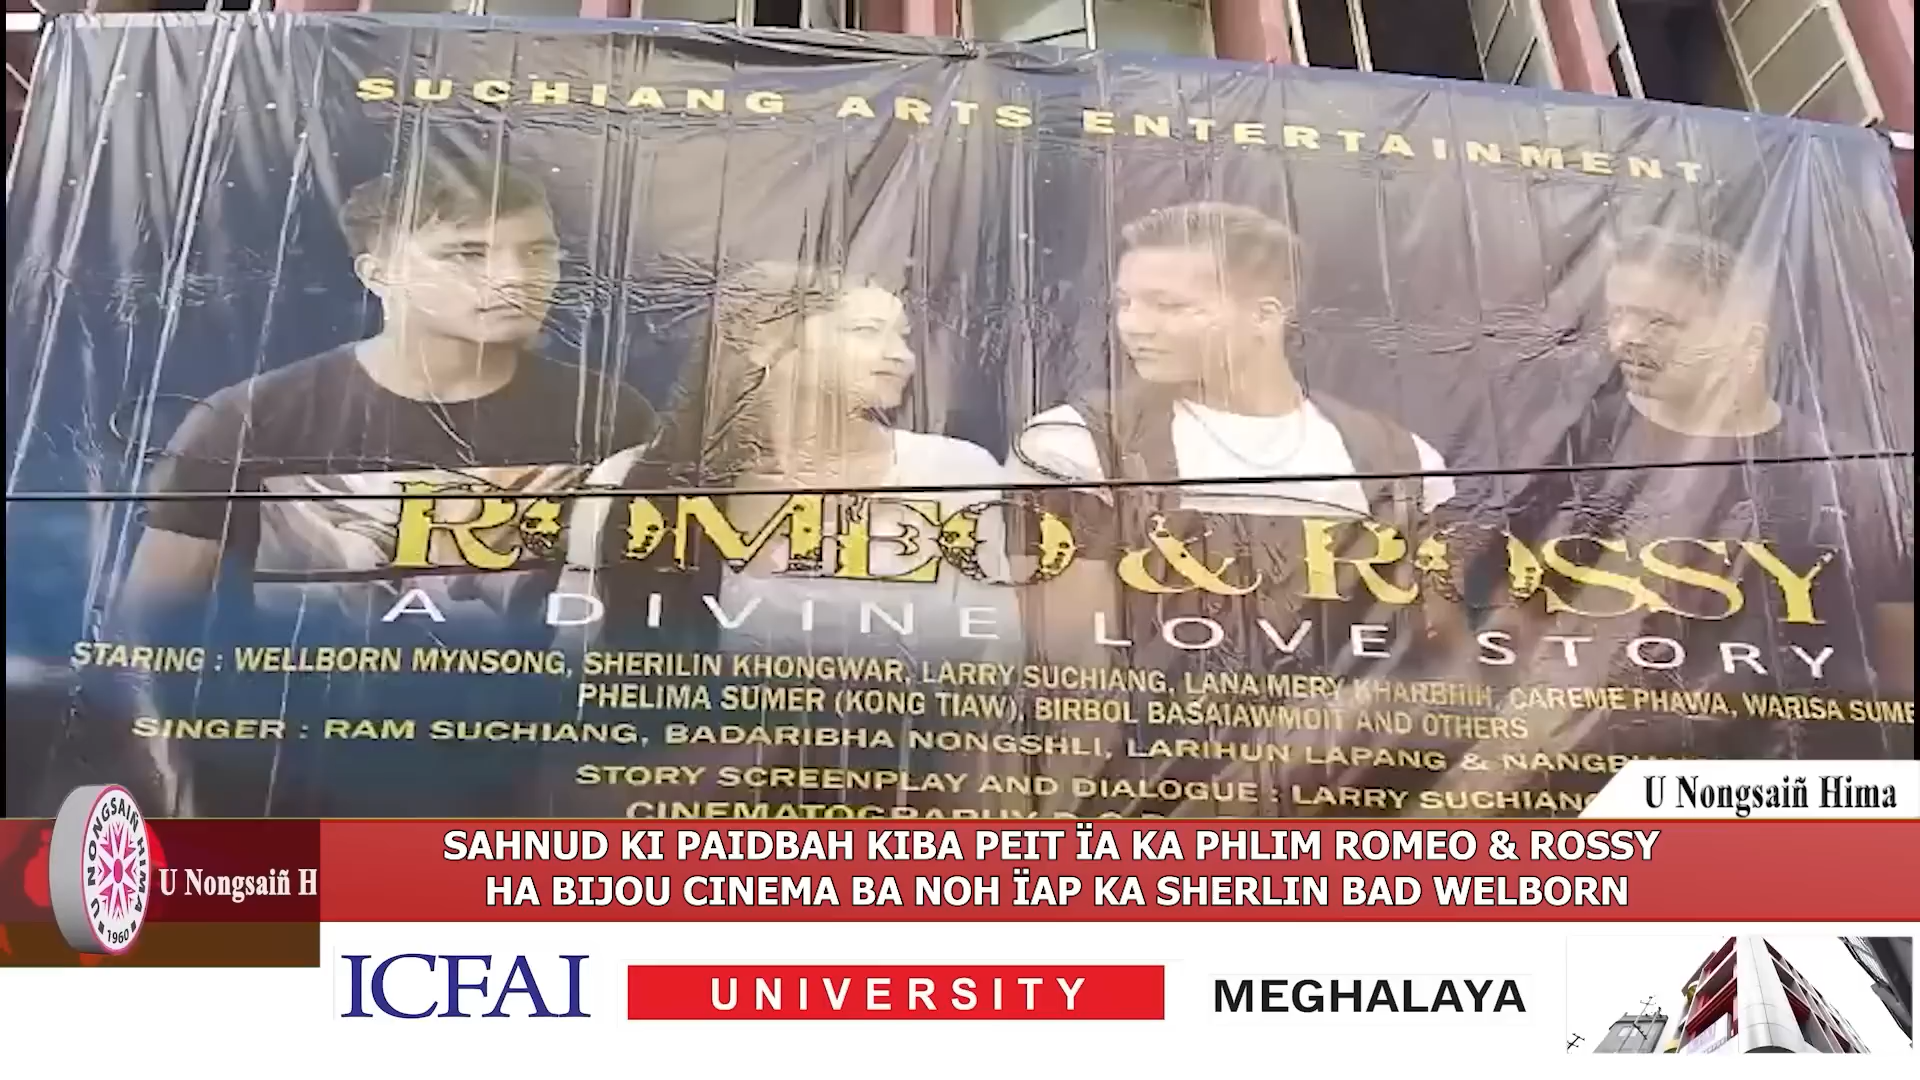 SUCHIANG ARTS ENTERTAINMENT
ROMEO & ROSSY
A DIVINE LOVE STORY
STARING : WELLBORN MYNSONG, SHERILIN KHONGWAR, LARRY SUCHIANG, LANA MERY KHARBHIH, CAREME PHAWA, WARISA SUME
PHELIMA SUMER (KONG TIAW), BIRBOL BASAIAWMOIT AND OTHERS
SINGER : RAM SUCHIANG, BADARIBHA NONGSHLI, LARIHUN LAPANG &
STORY SCREENPLAY AND DIALOGUE : LARRY SUCHIANG
U Nongsaiñ Hima
SAHNUD KI PAIDBAH KIBA PEIT ÏA KA PHLIM ROMEO & ROSSY
HA BIJOU CINEMA BA NOH ÏAP KA SHERLIN BAD WELBORN
U NONGSAIÑ HIMA
1960
U Nongsaiñ H
ICFAI UNIVERSITY MEGHALAYA